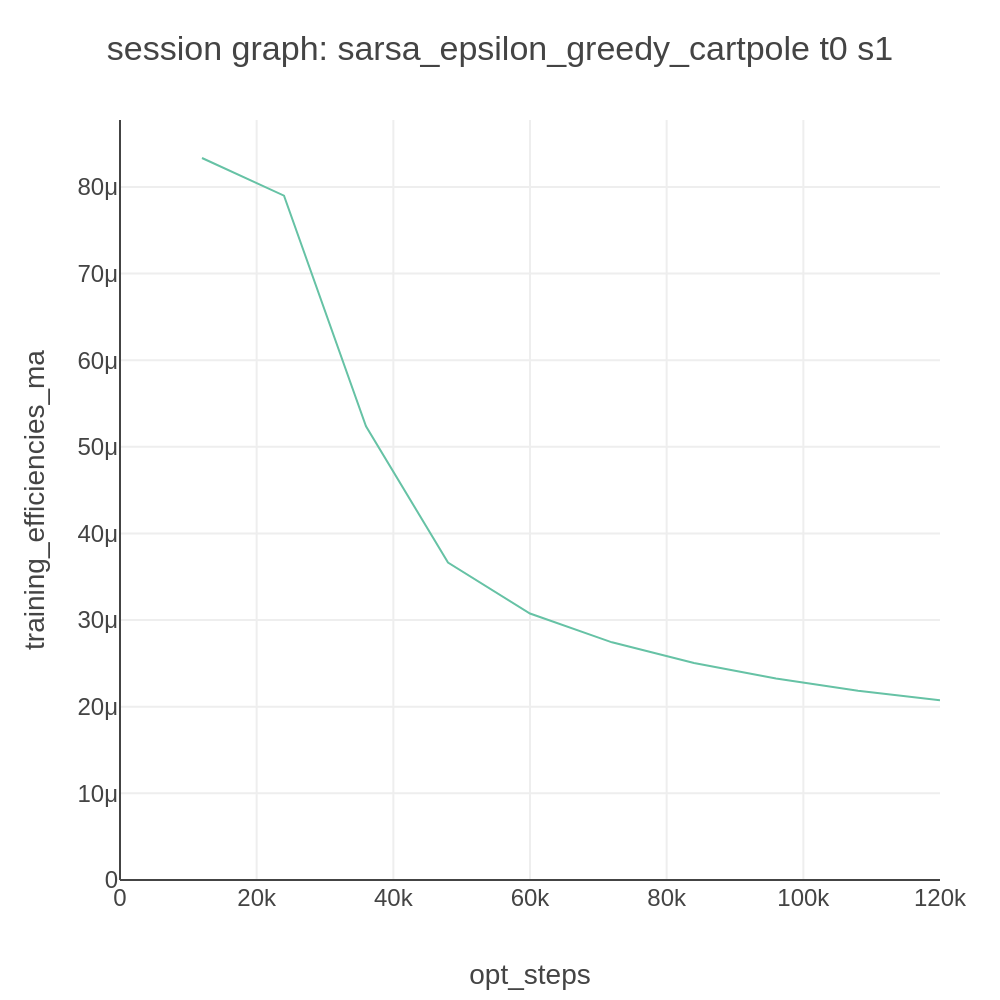 session graph: sarsa_epsilon_greedy_cartpole t0 s1
training_efficiencies_ma
80μ
70μ
60μ
50μ
40μ
30μ
20μ
10μ
0
0 20k 40k 60k 80k 100k 120k
opt_steps